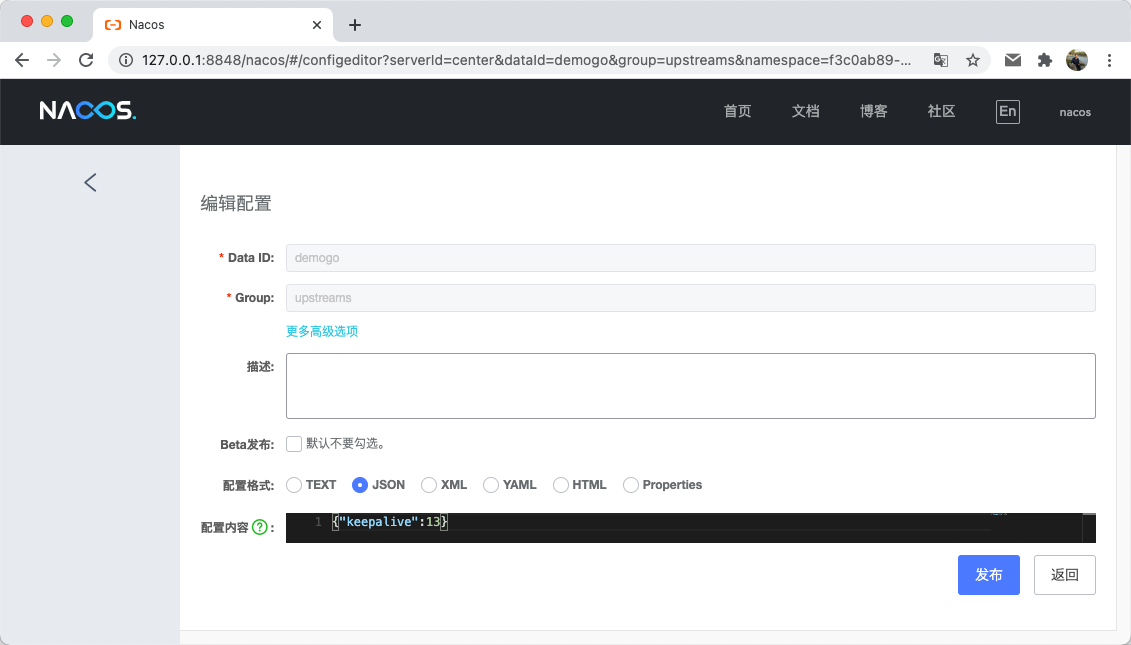 Nacos
127.0.0.1:8848/nacos/#/configeditor?serverId=center&dataId=demogo&group=upstreams&namespace=f3c0ab89-...
NACOS.
首页 文档 博客 社区 En nacos
编辑配置
* Data ID: demogo
* Group: upstreams
更多高级选项
描述:
Beta发布: 默认不要勾选。
配置格式: TEXT JSON XML YAML HTML Properties
配置内容 ? :
1 {"keepalive":13}
发布 返回